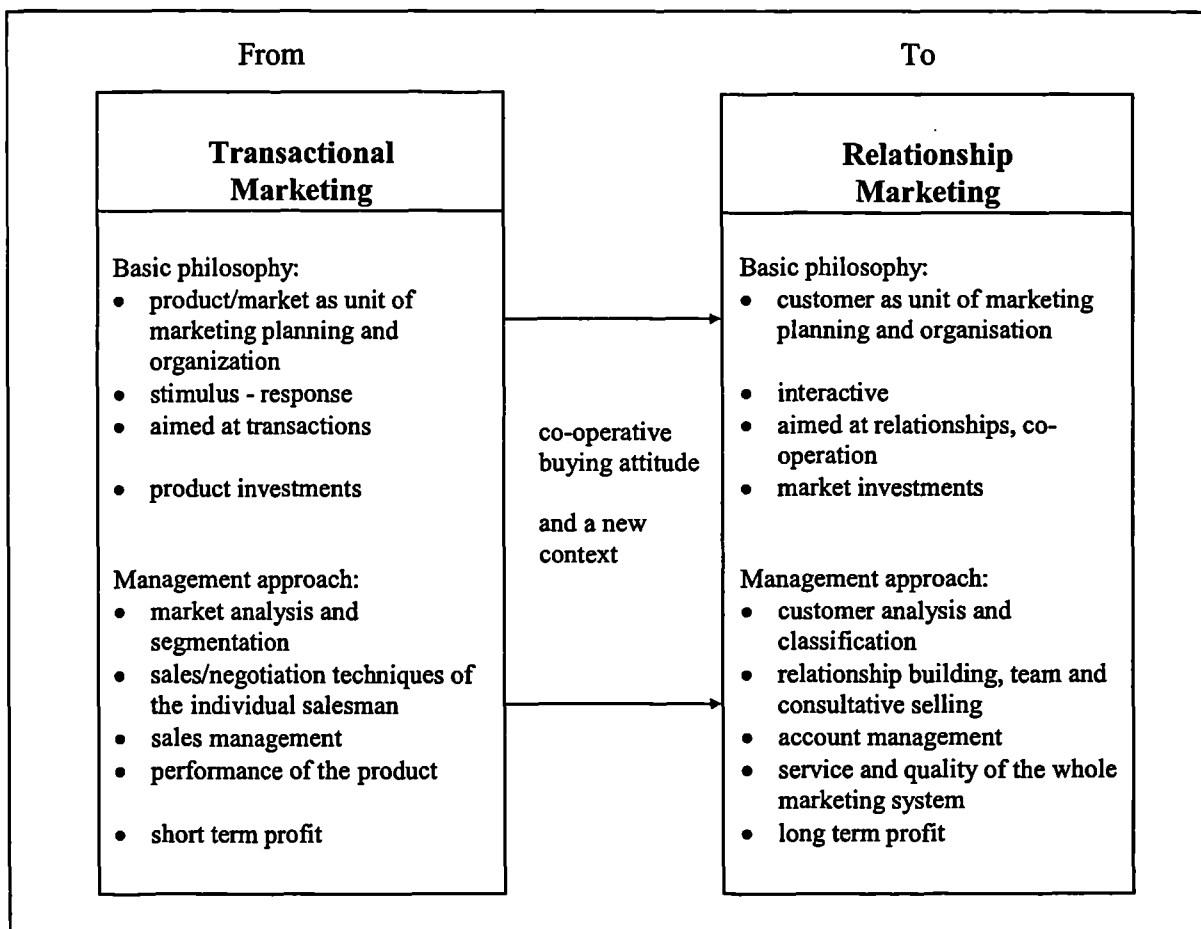 From
To
Transactional
Marketing
Basic philosophy:
• product/market as unit of
marketing planning and
organization
• stimulus - response
• aimed at transactions
• product investments
Management approach:
• market analysis and
segmentation
• sales/negotiation techniques of
the individual salesman
• sales management
• performance of the product
• short term profit
co-operative
buying attitude
and a new
context
Relationship
Marketing
Basic philosophy:
• customer as unit of marketing
planning and organisation
• interactive
• aimed at relationships, co-
operation
• market investments
Management approach:
• customer analysis and
classification
• relationship building, team and
consultative selling
• account management
• service and quality of the whole
marketing system
• long term profit